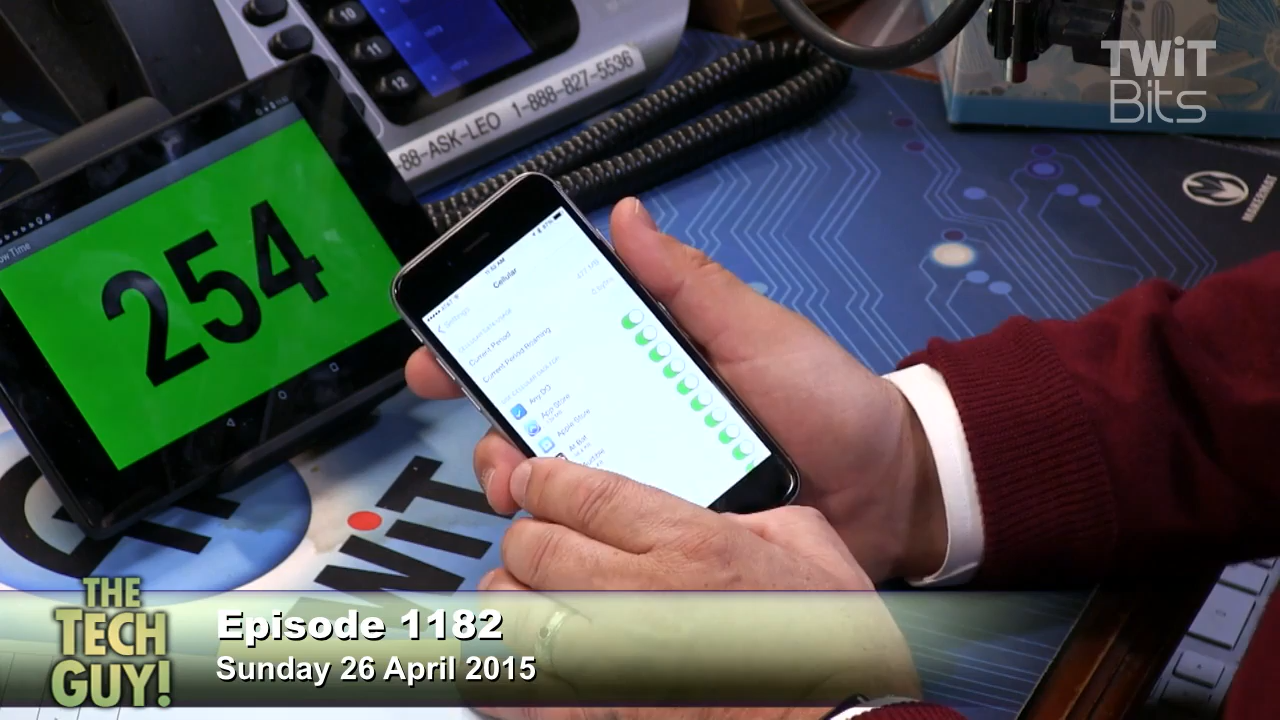 TWiT
Bits
10
11
12
-88-ASK-LEO 1-888-827-5536
254
Cellular
Settings
Current Period
Current Period Roaming
Any.DO
App Store
Apple Store
At Bat
WiT
THE
TECH
GUY!
Episode 1182
Sunday 26 April 2015